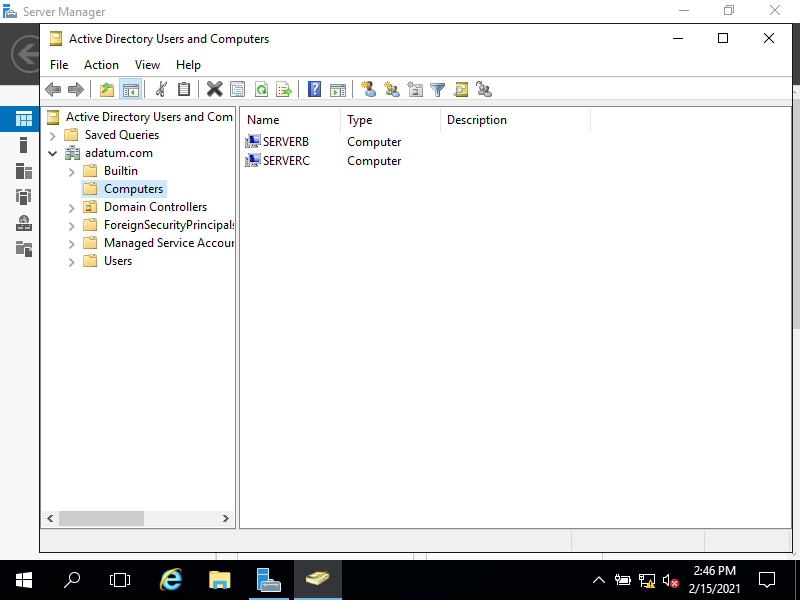 Server Manager
Active Directory Users and Computers
File Action View Help
Active Directory Users and Com
Saved Queries
adatum.com
Builtin
Computers
Domain Controllers
ForeignSecurityPrincipals
Managed Service Accour
Users
Name Type Description
SERVERB Computer
SERVERC Computer
2:46 PM
2/15/2021